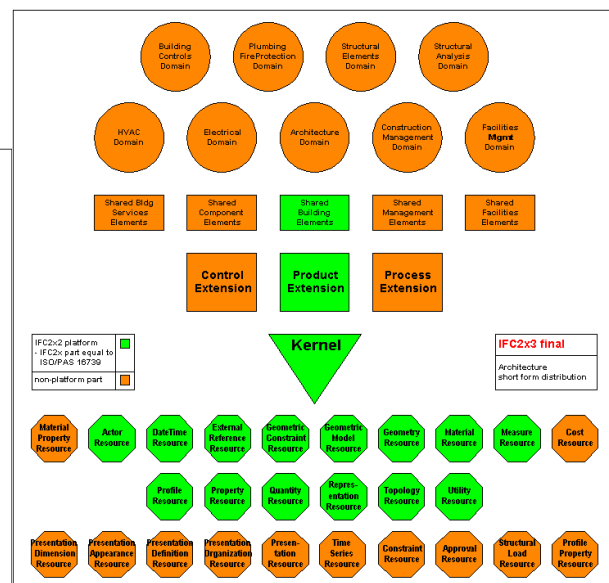 Building
Controls
Domain
Plumbing
FireProtection
Domain
Structural
Elements
Domain
Structural
Analysis
Domain
HVAC
Domain
Electrical
Domain
Architecture
Domain
Construction
Management
Domain
Facilities
Mgmt
Domain
Shared Bldg
Services
Elements
Shared
Component
Elements
Shared
Building
Elements
Shared
Management
Elements
Shared
Facilities
Elements
Control
Extension
Product
Extension
Process
Extension
Kernel
IFC2x2 platform
- IFC2x part equal to
ISO/PAS 16739
non-platform part
IFC2x3 final
Architecture
short form distribution
Material
Property
Resource
Actor
Resource
DateTime
Resource
External
Reference
Resource
Geometric
Constraint
Resource
Geometric
Model
Resource
Geometry
Resource
Material
Resource
Measure
Resource
Cost
Resource
Profile
Resource
Property
Resource
Quantity
Resource
Represen-
tation
Resource
Topology
Resource
Utility
Resource
Presentation
Dimension
Resource
Presentation
Appearance
Resource
Presentation
Definition
Resource
Presentation
Organization
Resource
Presen-
tation
Resource
Time
Series
Resource
Constraint
Resource
Approval
Resource
Structural
Load
Resource
Profile
Property
Resource